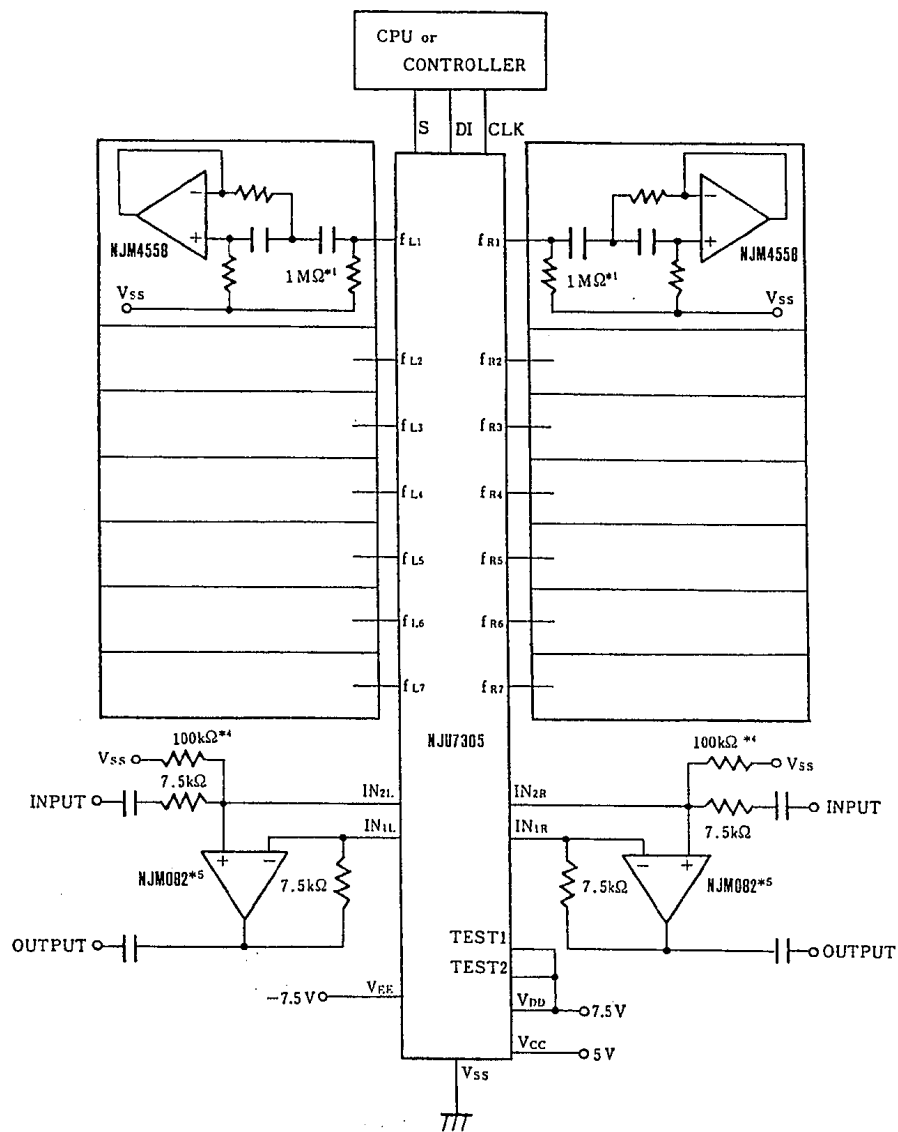 CPU or
CONTROLLER
S DI CLK
NJM4558
1MΩ*1
VSS
fL1
fR1
1MΩ*1
NJM4558
VSS
fL2
fR2
fL3
fR3
fL4
fR4
fL5
fR5
fL6
fR6
fL7
fR7
NJU7305
100kΩ*4
VSS
7.5kΩ
INPUT
IN2L
IN1L
NJM082*5
7.5kΩ
OUTPUT
100kΩ*4
VSS
IN2R
INPUT
7.5kΩ
IN1R
7.5kΩ
NJM082*5
OUTPUT
TEST1
TEST2
-7.5V
VEE
VDD
7.5V
VCC
5V
VSS